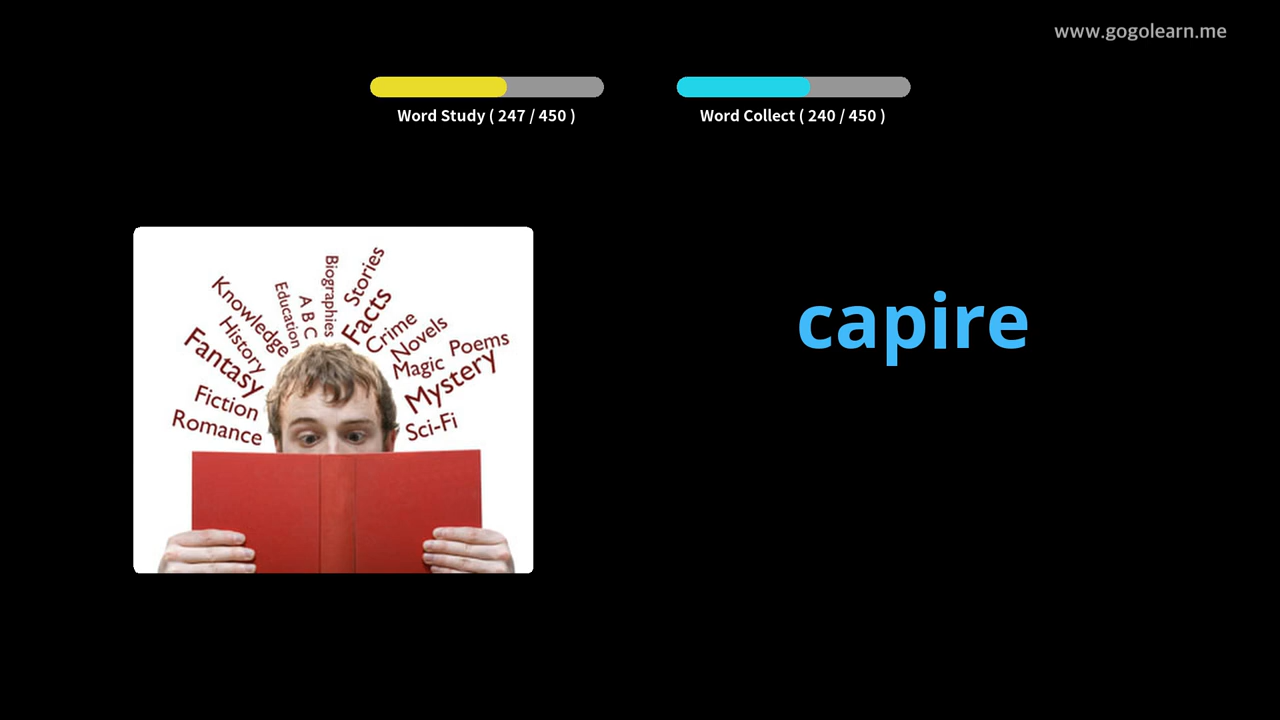 www.gogolearn.me
Word Study ( 247 / 450 )
Word Collect ( 240 / 450 )
capire
Stories
Biographies
Facts
A B C
Education
Knowledge
Crime
Novels
History
Poems
Magic
Fantasy
Mystery
Fiction
Sci-Fi
Romance